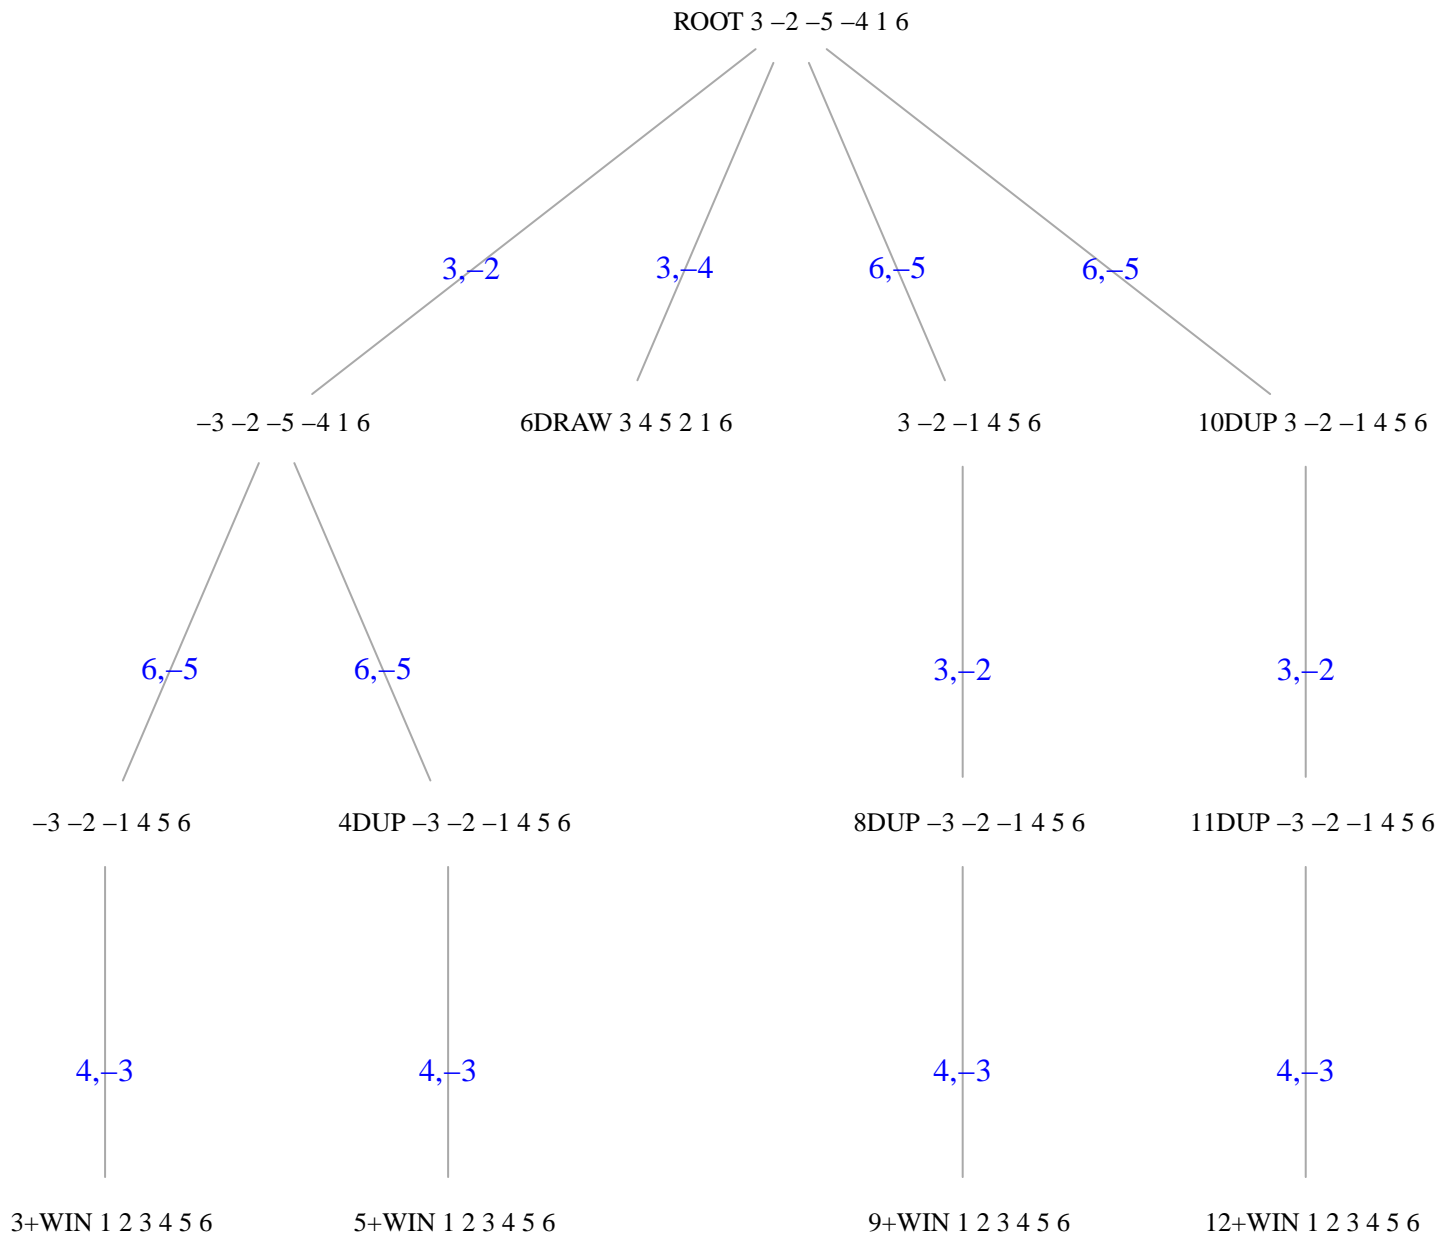 ROOT 3 –2 –5 –4 1 6
3,–2 3,–4 6,–5 6,–5
–3 –2 –5 –4 1 6 6DRAW 3 4 5 2 1 6 3 –2 –1 4 5 6 10DUP 3 –2 –1 4 5 6
6,–5 6,–5 3,–2 3,–2
–3 –2 –1 4 5 6 4DUP –3 –2 –1 4 5 6 8DUP –3 –2 –1 4 5 6 11DUP –3 –2 –1 4 5 6
4,–3 4,–3 4,–3 4,–3
3+WIN 1 2 3 4 5 6 5+WIN 1 2 3 4 5 6 9+WIN 1 2 3 4 5 6 12+WIN 1 2 3 4 5 6